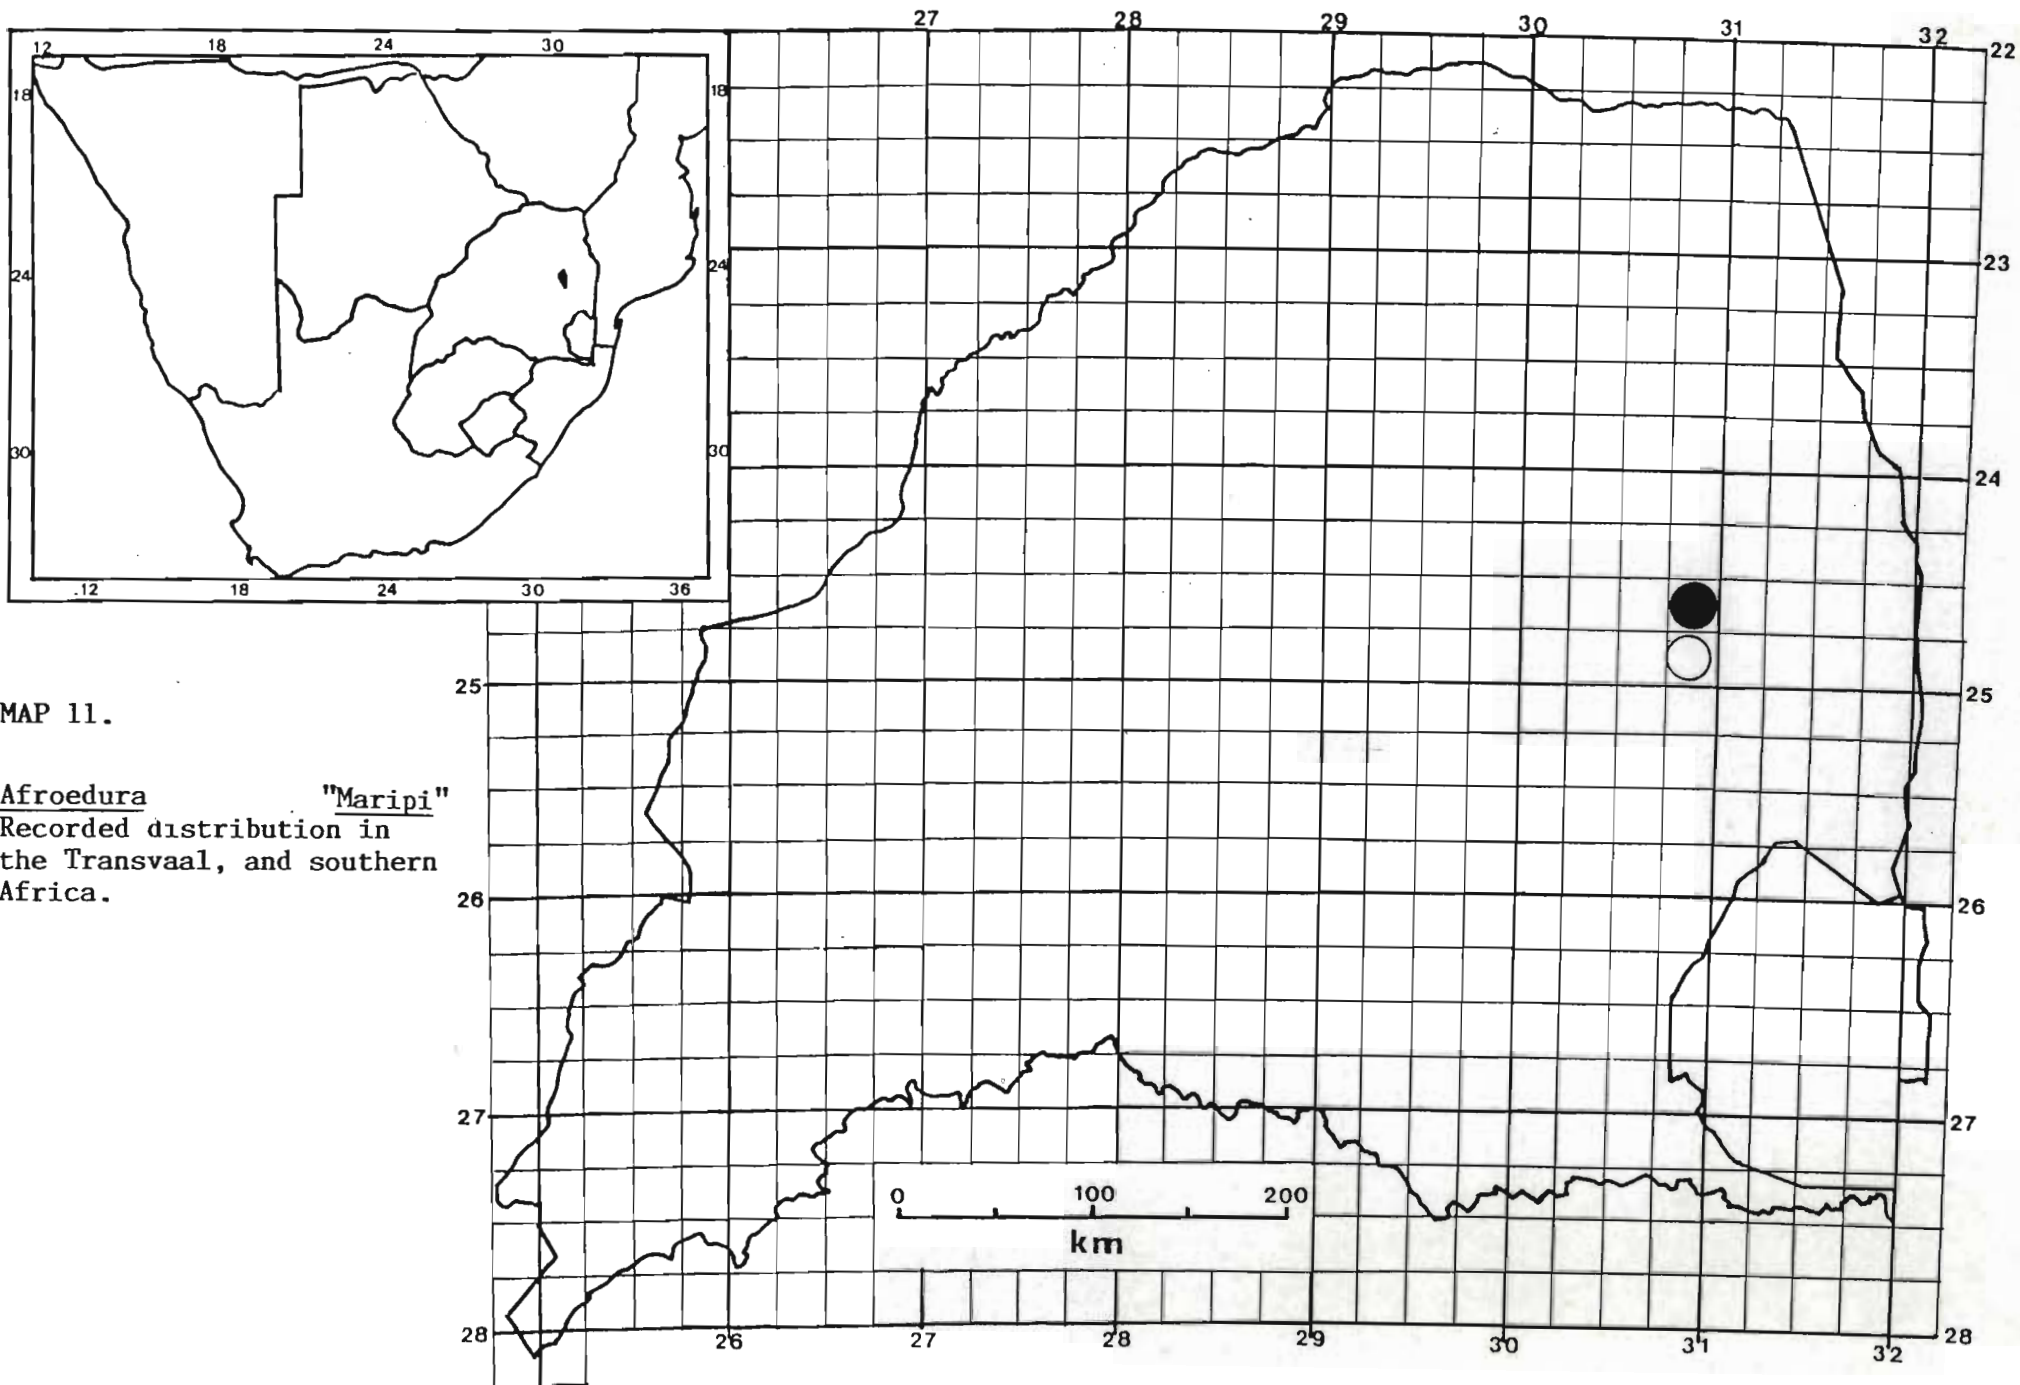 27 28 29 30 31 32
22
12 18 24 30
18 18
24 24
30 30
.12 18 24 30 36
23
24
25 25
MAP 11.
Afroedura "Maripi"
Recorded distribution in
the Transvaal, and southern
Africa.
26 26
27 27
0 100 200
km
28 28
26 27 28 29 30 31 32